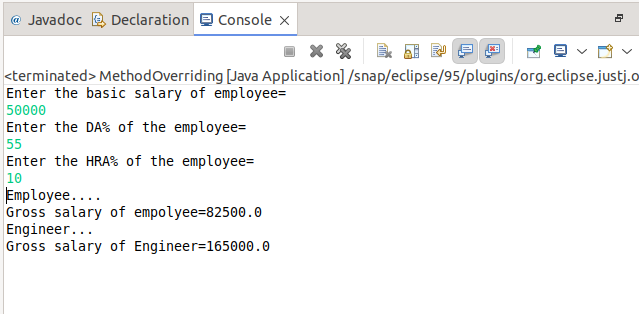 @ Javadoc Declaration Console
<terminated> MethodOverriding [Java Application] /snap/eclipse/95/plugins/org.eclipse.justj.o
Enter the basic salary of employee=
50000
Enter the DA% of the employee=
55
Enter the HRA% of the employee=
10
Employee....
Gross salary of empolyee=82500.0
Engineer...
Gross salary of Engineer=165000.0